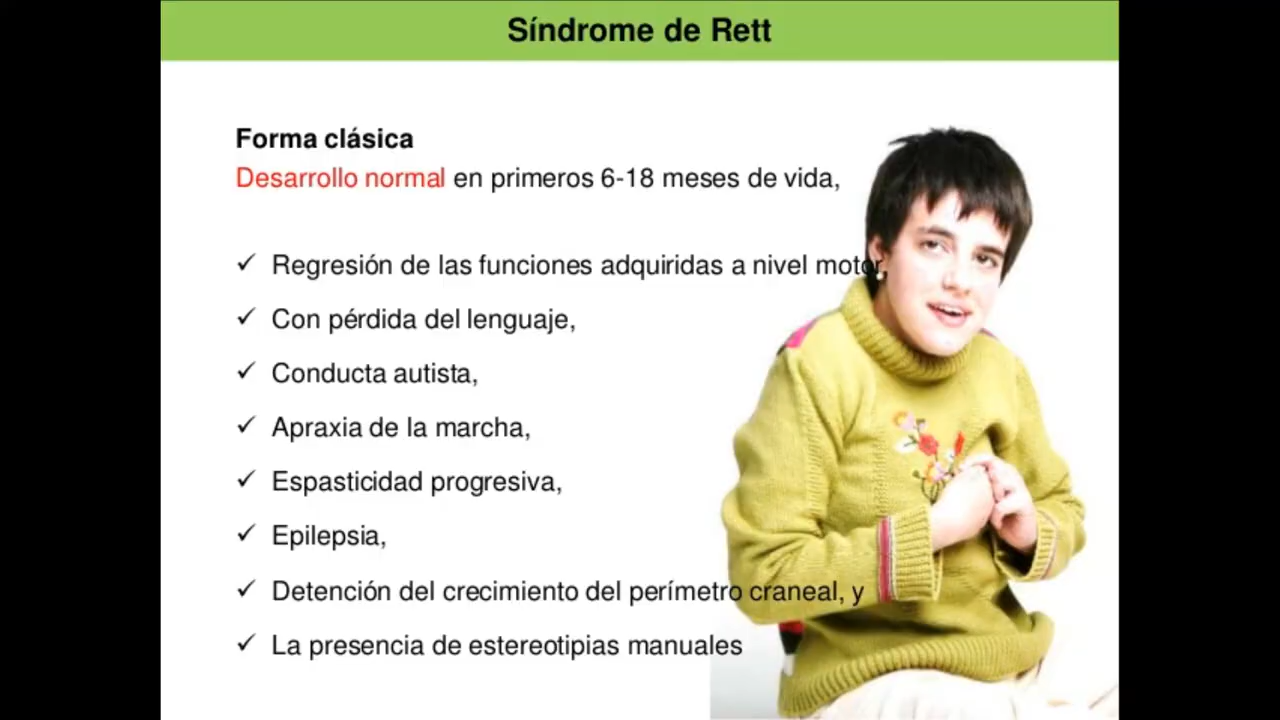 Síndrome de Rett
Forma clásica
Desarrollo normal en primeros 6-18 meses de vida,
✓ Regresión de las funciones adquiridas a nivel motor,
✓ Con pérdida del lenguaje,
✓ Conducta autista,
✓ Apraxia de la marcha,
✓ Espasticidad progresiva,
✓ Epilepsia,
✓ Detención del crecimiento del perímetro craneal, y
✓ La presencia de estereotipias manuales